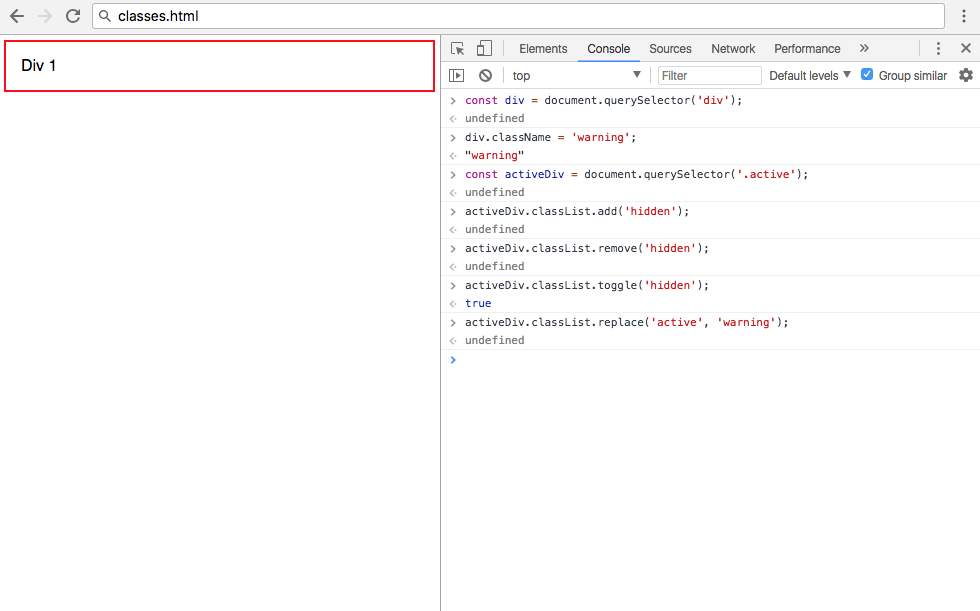 classes.html
Div 1
Elements Console Sources Network Performance »
top Filter Default levels Group similar
> const div = document.querySelector('div');
undefined
> div.className = 'warning';
"warning"
> const activeDiv = document.querySelector('.active');
undefined
> activeDiv.classList.add('hidden');
undefined
> activeDiv.classList.remove('hidden');
undefined
> activeDiv.classList.toggle('hidden');
true
> activeDiv.classList.replace('active', 'warning');
undefined
>